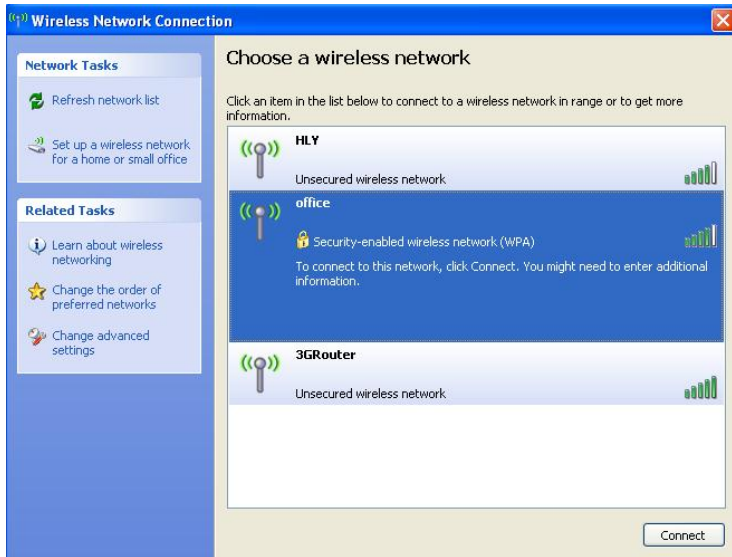 Wireless Network Connection
Network Tasks
Refresh network list
Set up a wireless network
for a home or small office
Related Tasks
Learn about wireless
networking
Change the order of
preferred networks
Change advanced
settings
Choose a wireless network
Click an item in the list below to connect to a wireless network in range or to get more
information.
HLY
Unsecured wireless network
office
Security-enabled wireless network (WPA)
To connect to this network, click Connect. You might need to enter additional
information.
3GRouter
Unsecured wireless network
Connect